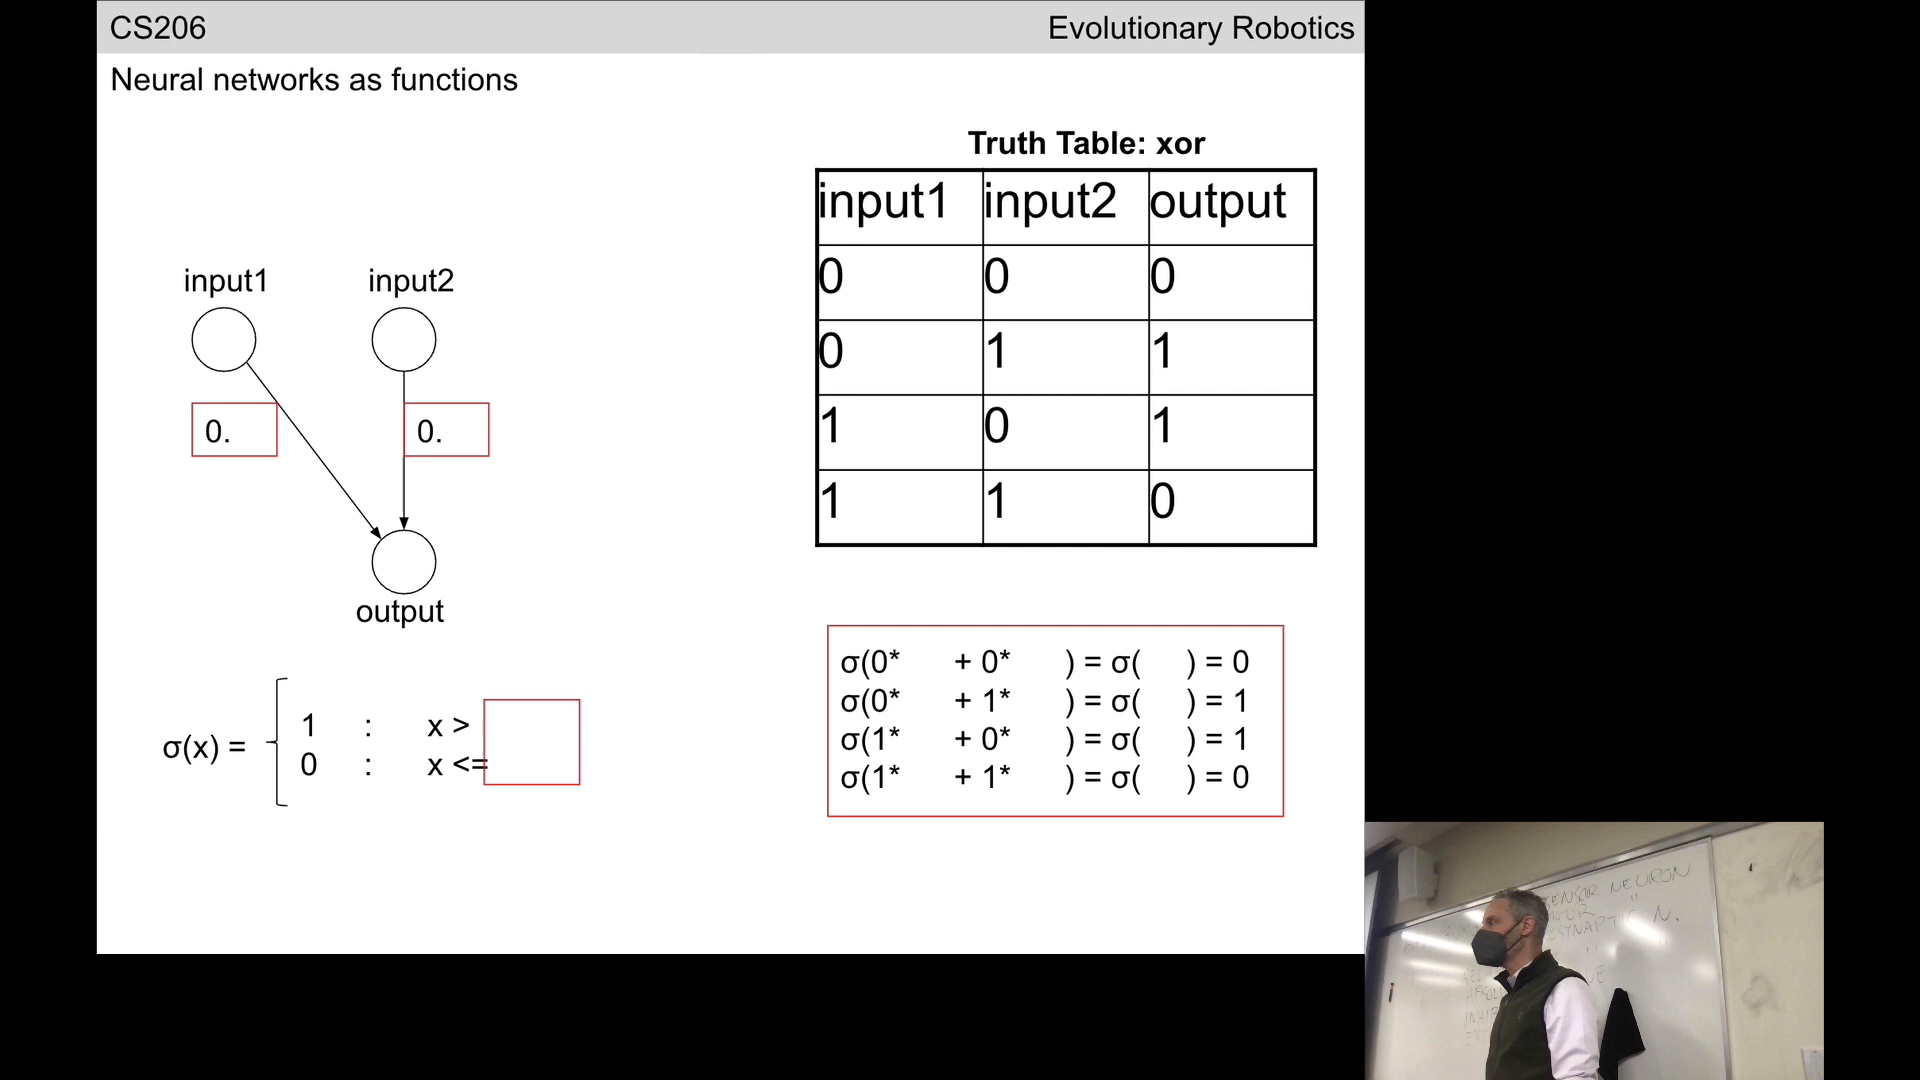 CS206
Evolutionary Robotics
Neural networks as functions
Truth Table: xor
input1 input2 output
0 0 0
0 1 1
1 0 1
1 1 0
input1 input2
0. 0.
output
σ(x) =
1 : x >
0 : x <=
σ(0* + 0* ) = σ( ) = 0
σ(0* + 1* ) = σ( ) = 1
σ(1* + 0* ) = σ( ) = 1
σ(1* + 1* ) = σ( ) = 0
NEURON
N.